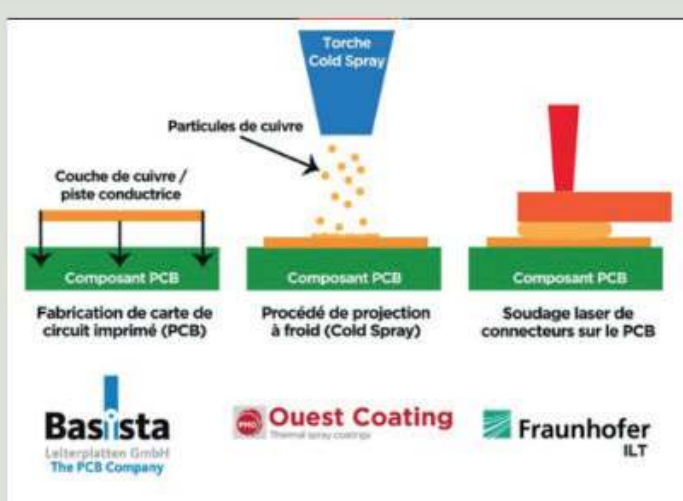 Torche
Cold Spray
Particules de cuivre
Couche de cuivre /
piste conductrice
Composant PCB
Composant PCB
Composant PCB
Fabrication de carte de
circuit imprimé (PCB)
Procédé de projection
à froid (Cold Spray)
Soudage laser de
connecteurs sur le PCB
Basista
Leiterplatten GmbH
The PCB Company
PMD
Ouest Coating
Thermal spray coatings
Fraunhofer
ILT